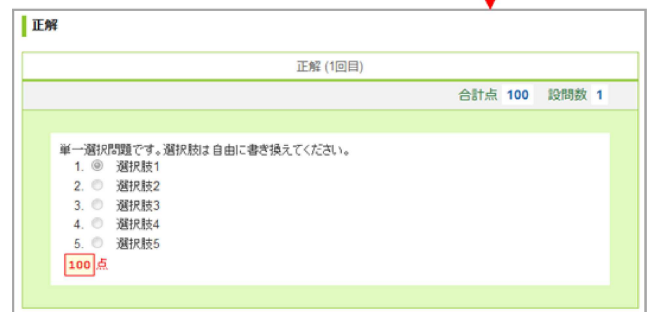 正解
正解 (1回目)
合計点 100 設問数 1
単一選択問題です。選択肢は自由に書き換えてください。
1. 選択肢1
2. 選択肢2
3. 選択肢3
4. 選択肢4
5. 選択肢5
100 点